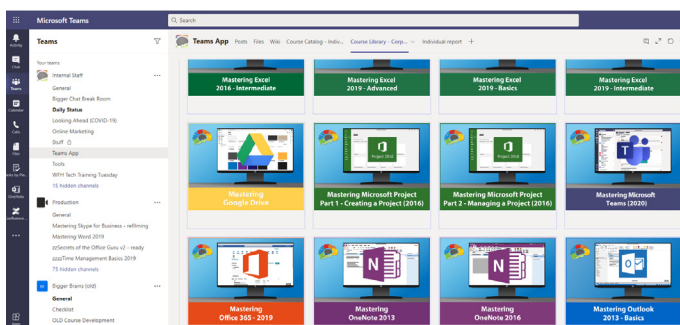 Microsoft Teams
Search
Activity
Chat
Teams
Calendar
Calls
Files
OneNote
Teams
Your teams
Internal Staff
General
Bigger Chat Break Room
Daily Status
Looking Ahead (COVID-19)
Online Marketing
Stuff
Teams App
Tools
WFH Tech Training Tuesday
15 hidden channels
Production
General
Mastering Skype for Business - refilming
Mastering Word 2019
zzSecrets of the Office Guru v2 - ready
zzzzTime Management Basics 2019
75 hidden channels
Bigger Brains (old)
General
Checklist
OLD Course Development
Teams App Posts Files Wiki Course Catalog - Indiv... Course Library - Corp... Individual report +
Mastering Excel
2016 - Intermediate
Mastering Excel
2019 - Advanced
Mastering Excel
2019 - Basics
Mastering Excel
2019 - Intermediate
Mastering
Google Drive
Project 2016
Mastering Microsoft Project
Part 1 - Creating a Project (2016)
Project 2016
Mastering Microsoft Project
Part 2 - Managing a Project (2016)
Mastering Microsoft
Teams (2020)
Mastering
Office 365 - 2019
Mastering
OneNote 2013
Mastering
OneNote 2016
Mastering Outlook
2013 - Basics